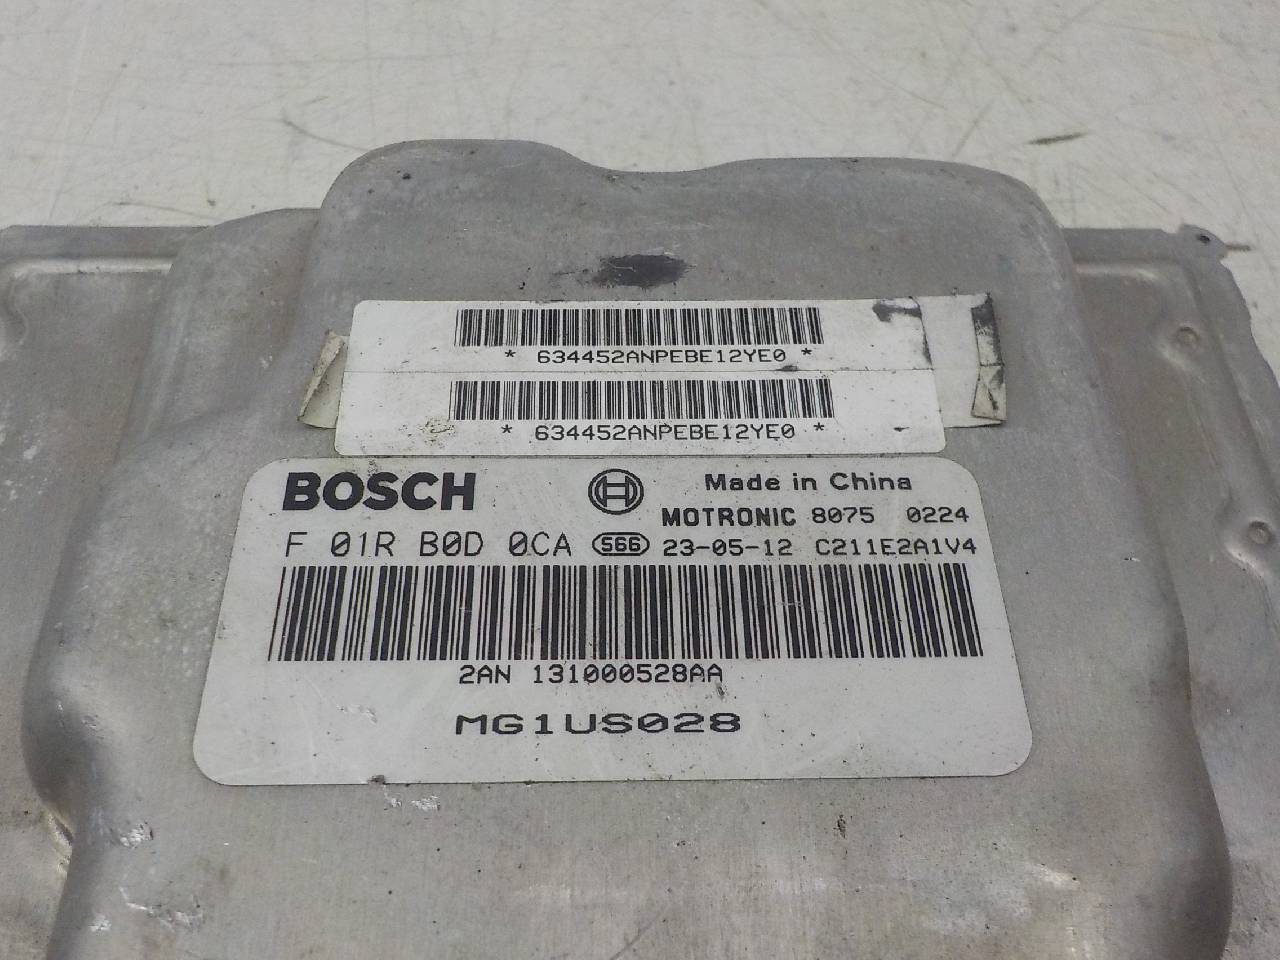 * 634452ANPEBE12YE0 *
* 634452ANPEBE12YE0 *
BOSCH Made in China
MOTRONIC 8075 0224
F 01R B0D 0CA 566 23-05-12 C211E2A1V4
2AN 131000528AA
MG1US028